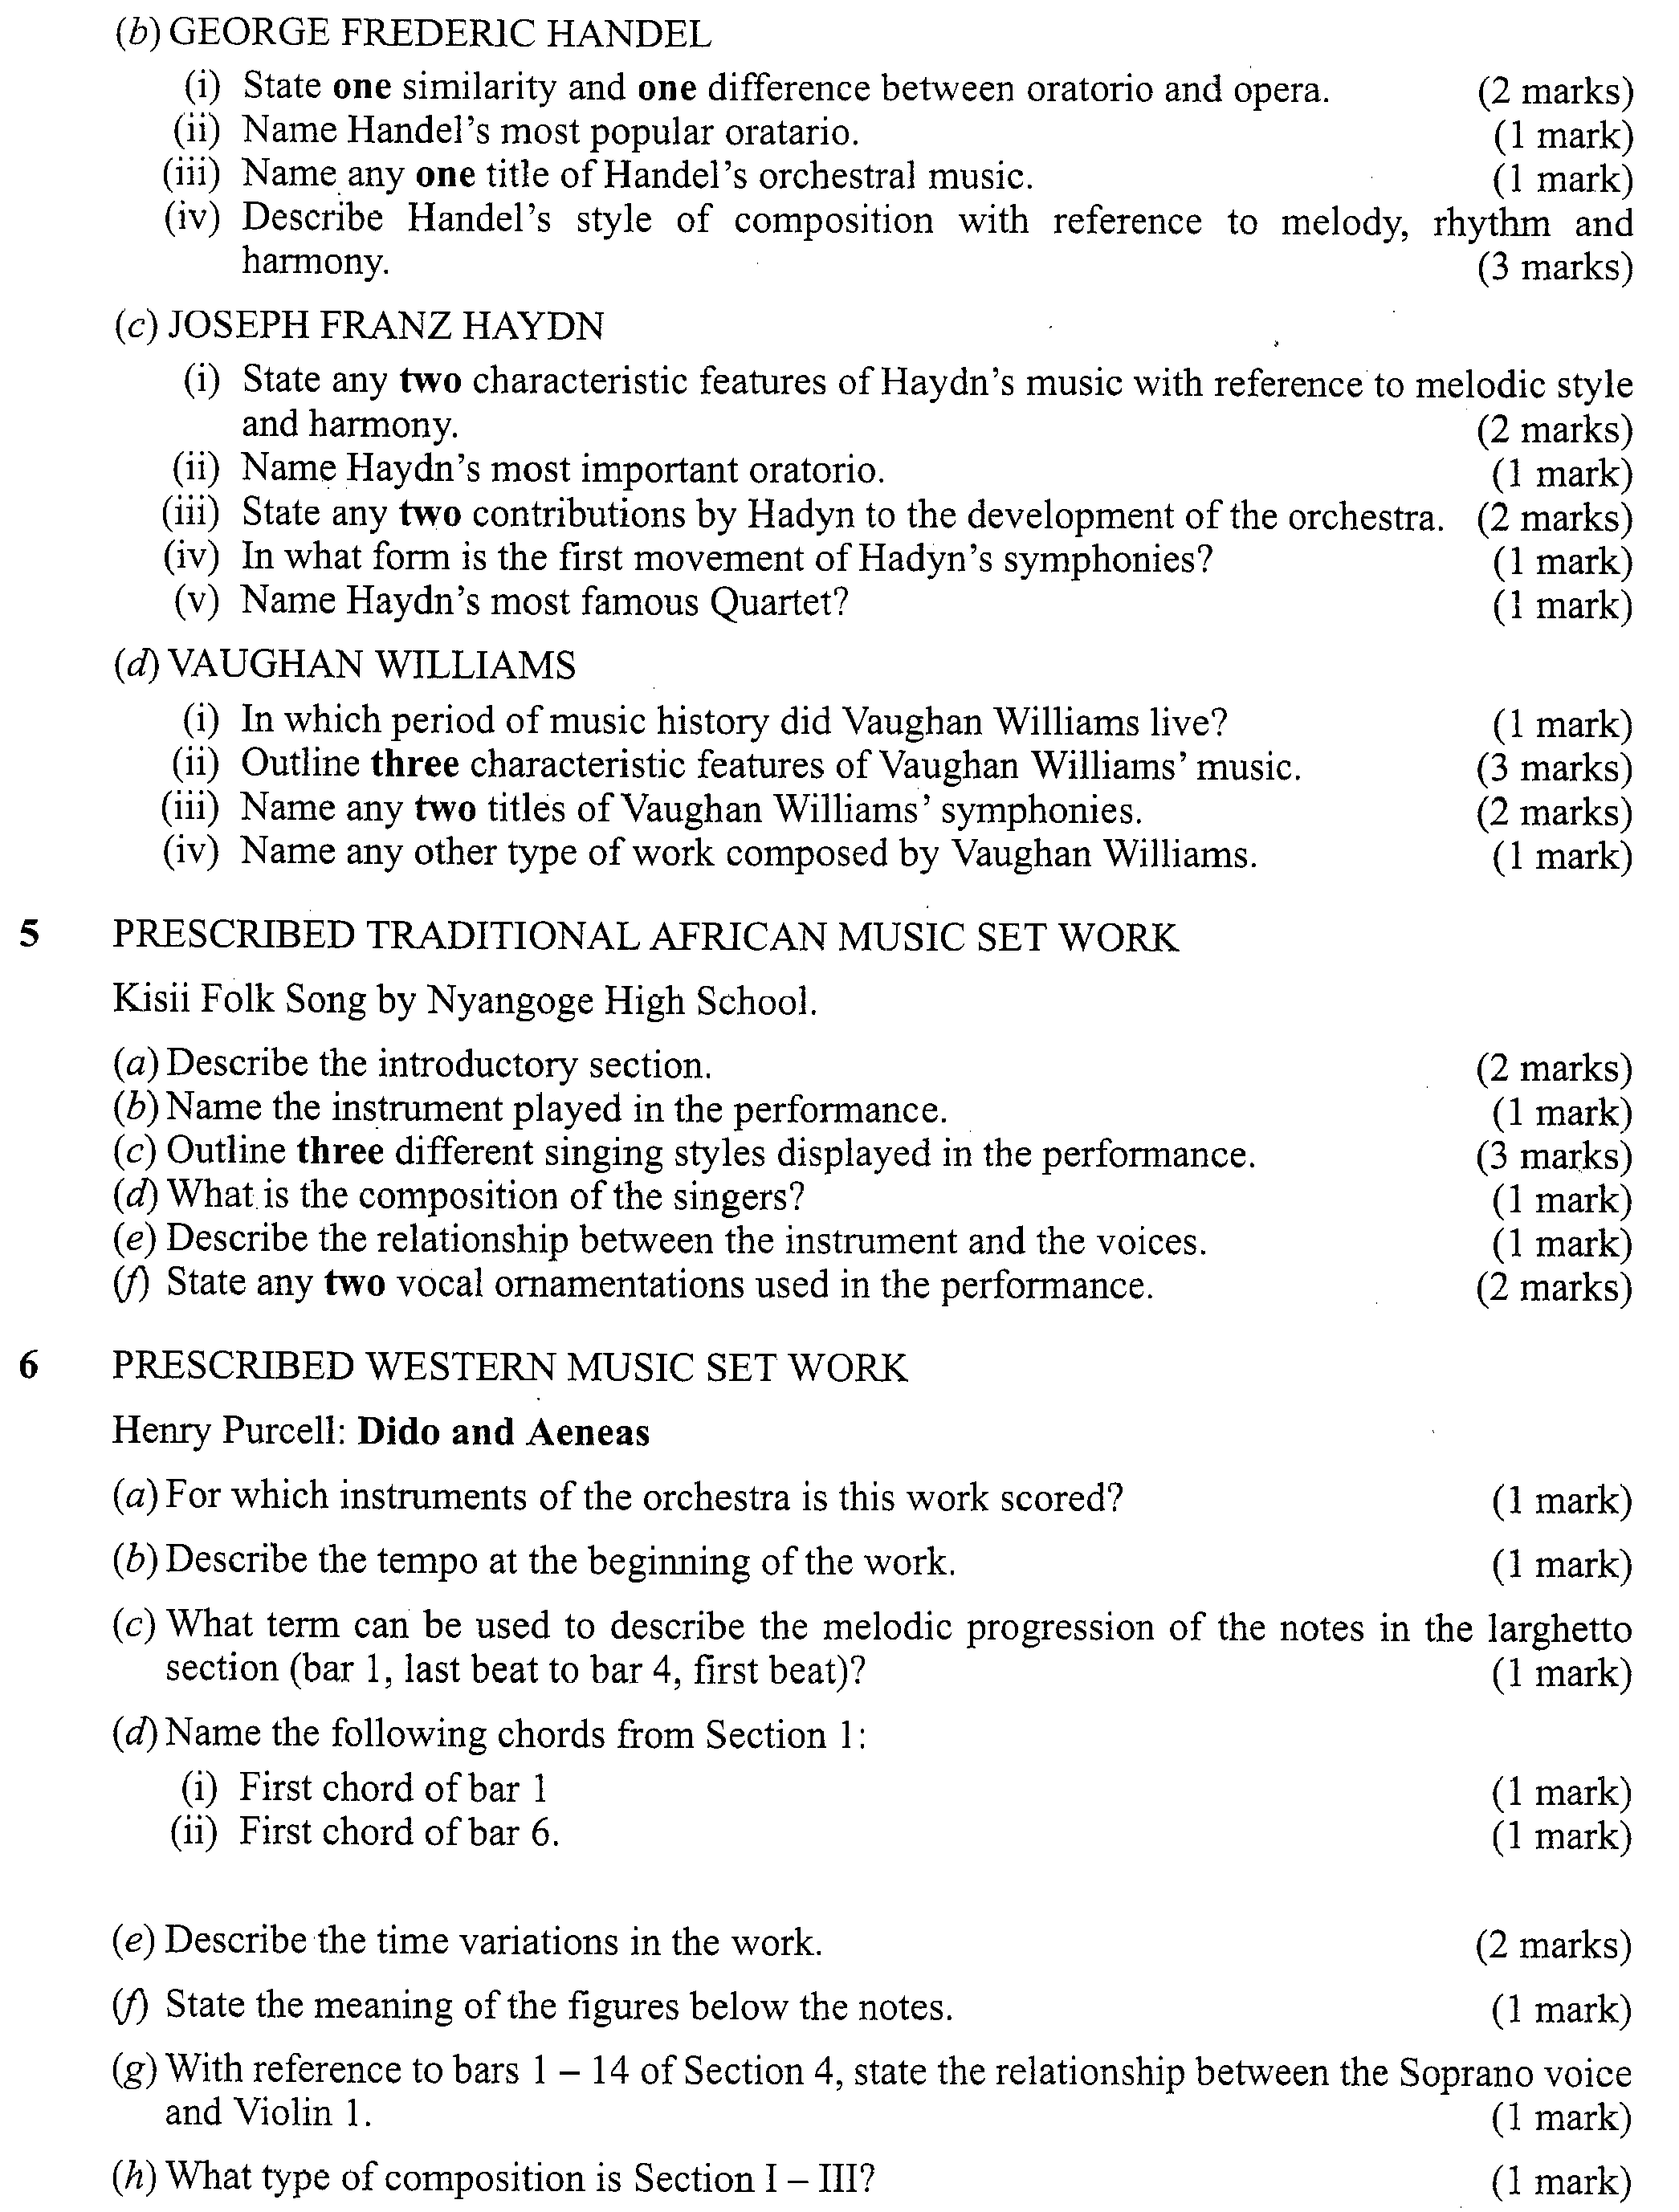 (b) GEORGE FREDERIC HANDEL
(i) State one similarity and one difference between oratorio and opera. (2 marks)
(ii) Name Handel's most popular oratario. (1 mark)
(iii) Name any one title of Handel's orchestral music. (1 mark)
(iv) Describe Handel's style of composition with reference to melody, rhythm and
harmony. (3 marks)
(c) JOSEPH FRANZ HAYDN
(i) State any two characteristic features of Haydn's music with reference to melodic style
and harmony. (2 marks)
(ii) Name Haydn's most important oratorio. (1 mark)
(iii) State any two contributions by Hadyn to the development of the orchestra. (2 marks)
(iv) In what form is the first movement of Hadyn's symphonies? (1 mark)
(v) Name Haydn's most famous Quartet? (1 mark)
(d) VAUGHAN WILLIAMS
(i) In which period of music history did Vaughan Williams live? (1 mark)
(ii) Outline three characteristic features of Vaughan Williams' music. (3 marks)
(iii) Name any two titles of Vaughan Williams' symphonies. (2 marks)
(iv) Name any other type of work composed by Vaughan Williams. (1 mark)
5 PRESCRIBED TRADITIONAL AFRICAN MUSIC SET WORK
Kisii Folk Song by Nyangoge High School.
(a) Describe the introductory section. (2 marks)
(b) Name the instrument played in the performance. (1 mark)
(c) Outline three different singing styles displayed in the performance. (3 marks)
(d) What is the composition of the singers? (1 mark)
(e) Describe the relationship between the instrument and the voices. (1 mark)
(f) State any two vocal ornamentations used in the performance. (2 marks)
6 PRESCRIBED WESTERN MUSIC SET WORK
Henry Purcell: Dido and Aeneas
(a) For which instruments of the orchestra is this work scored? (1 mark)
(b) Describe the tempo at the beginning of the work. (1 mark)
(c) What term can be used to describe the melodic progression of the notes in the larghetto
section (bar 1, last beat to bar 4, first beat)? (1 mark)
(d) Name the following chords from Section 1:
(i) First chord of bar 1 (1 mark)
(ii) First chord of bar 6. (1 mark)
(e) Describe the time variations in the work. (2 marks)
(f) State the meaning of the figures below the notes. (1 mark)
(g) With reference to bars 1 – 14 of Section 4, state the relationship between the Soprano voice
and Violin 1. (1 mark)
(h) What type of composition is Section I – III? (1 mark)